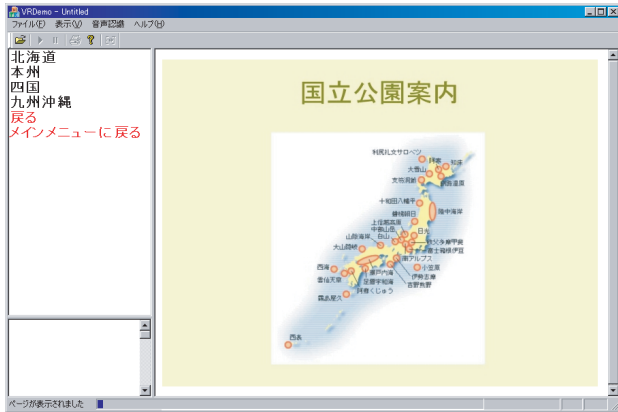 VRDemo - Untitled
ファイル(F) 表示(V) 音声認識 ヘルプ(H)
北海道
本州
四国
九州沖縄
戻る
メインメニューに戻る
国立公園案内
利尻礼文サロベツ
阿寒
知床
大雪山
支笏洞爺
釧路湿原
十和田八幡平
陸中海岸
磐梯朝日
上信越高原
中部山岳
日光
山陰海岸
白山
秩父多摩甲斐
大山隠岐
富士箱根伊豆
南アルプス
小笠原
西海
瀬戸内海
伊勢志摩
雲仙天草
足摺宇和海
吉野熊野
阿蘇くじゅう
霧島屋久
西表
ページが表示されました